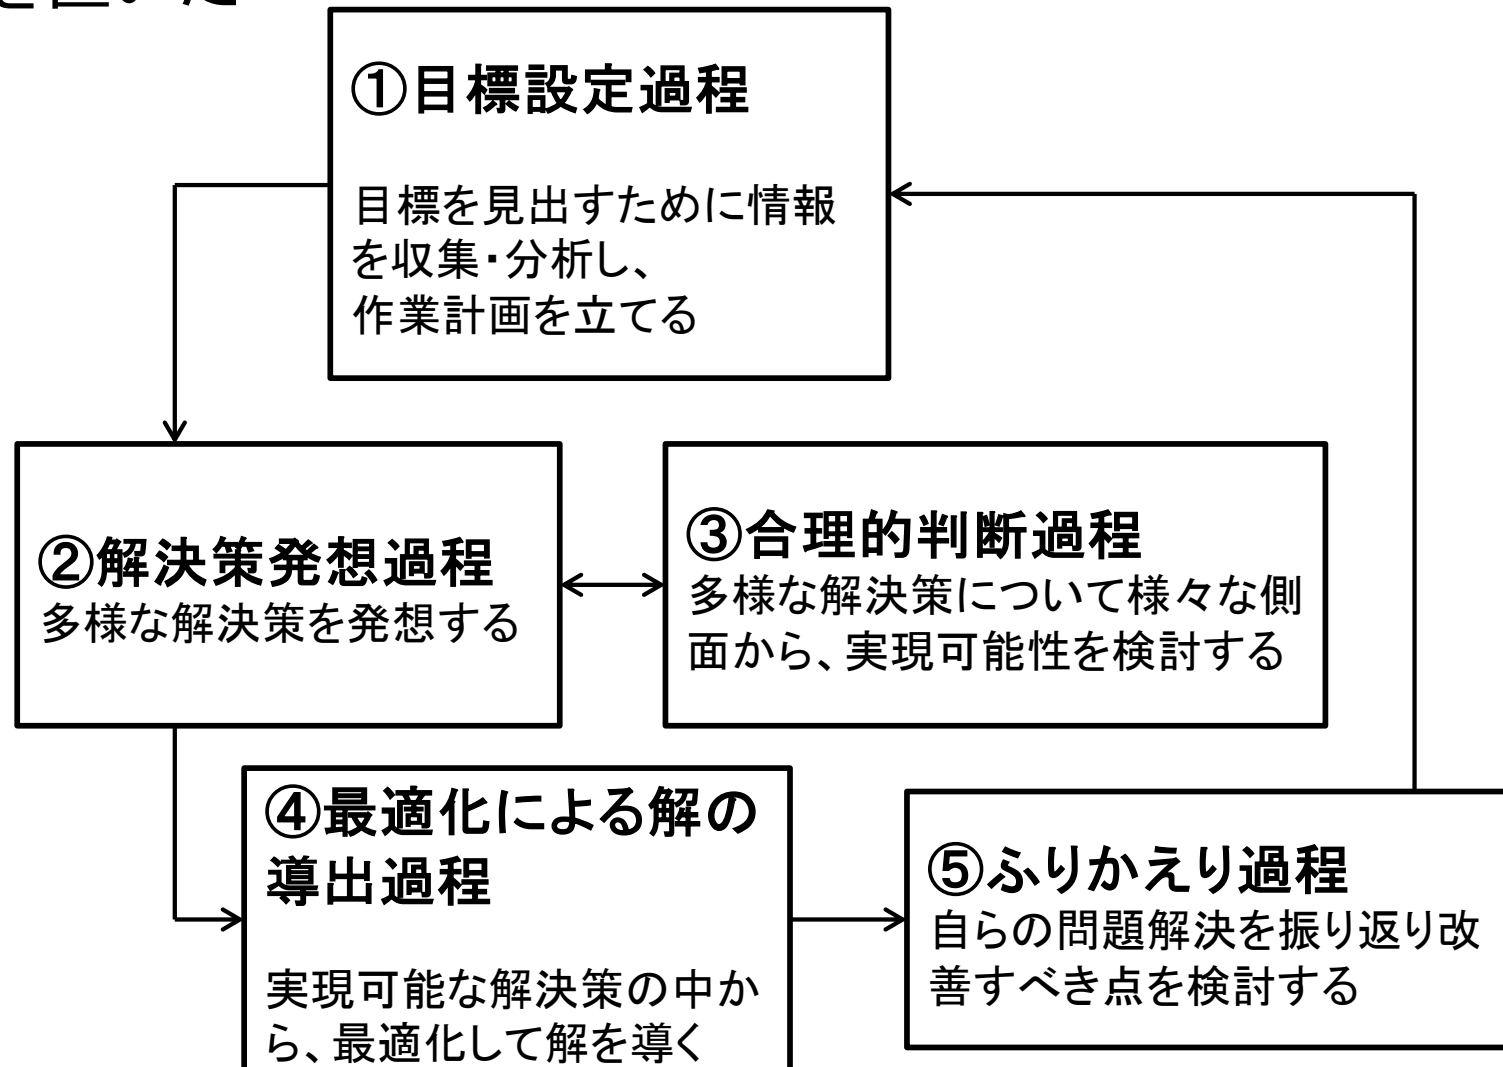 を置いた
①目標設定過程
目標を見出すために情報
を収集・分析し、
作業計画を立てる
②解決策発想過程
多様な解決策を発想する
③合理的判断過程
多様な解決策について様々な側
面から、実現可能性を検討する
④最適化による解の
導出過程
実現可能な解決策の中か
ら、最適化して解を導く
⑤ふりかえり過程
自らの問題解決を振り返り改
善すべき点を検討する